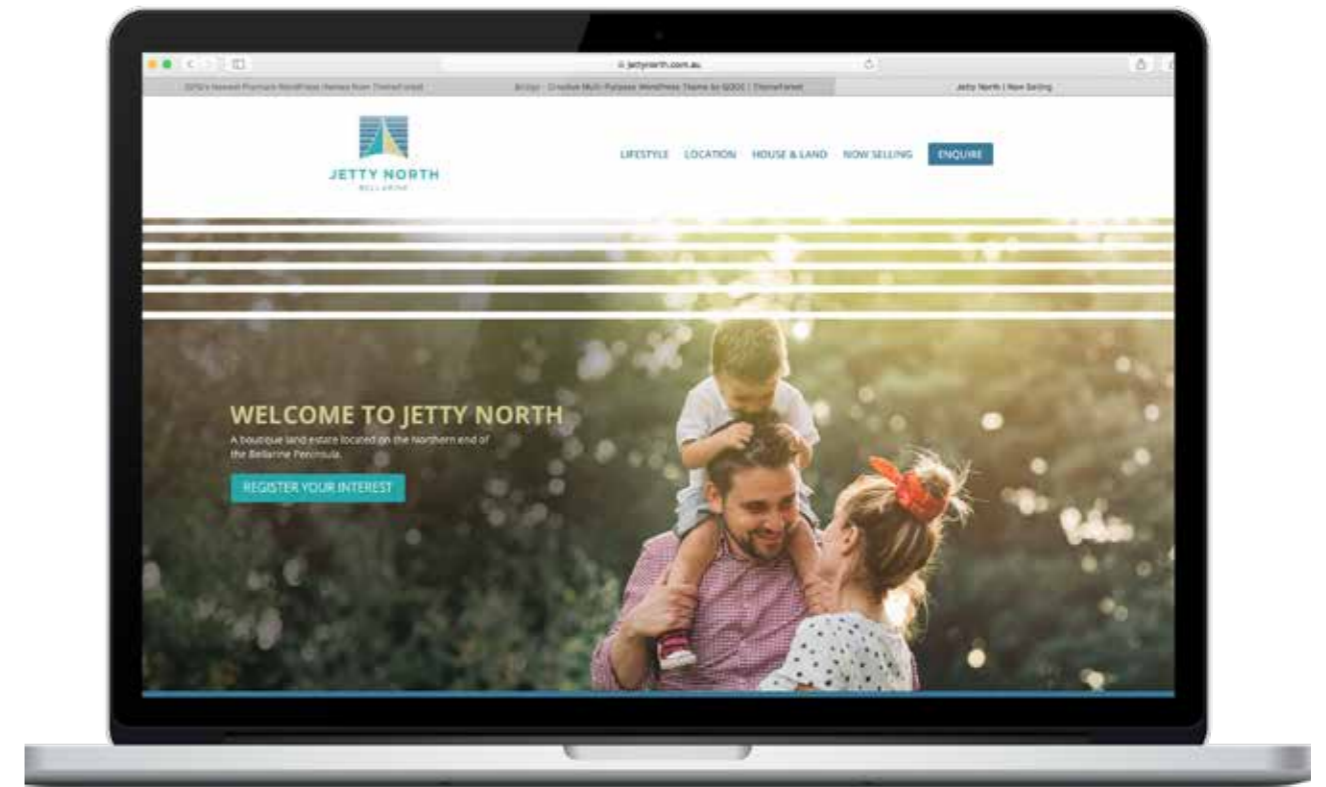 jettynorth.com.au
Jetty North | Now Selling
JETTY NORTH
BELLARINE
LIFESTYLE LOCATION HOUSE & LAND NOW SELLING ENQUIRE
WELCOME TO JETTY NORTH
A boutique land estate located on the Northern end of
the Bellarine Peninsula.
REGISTER YOUR INTEREST